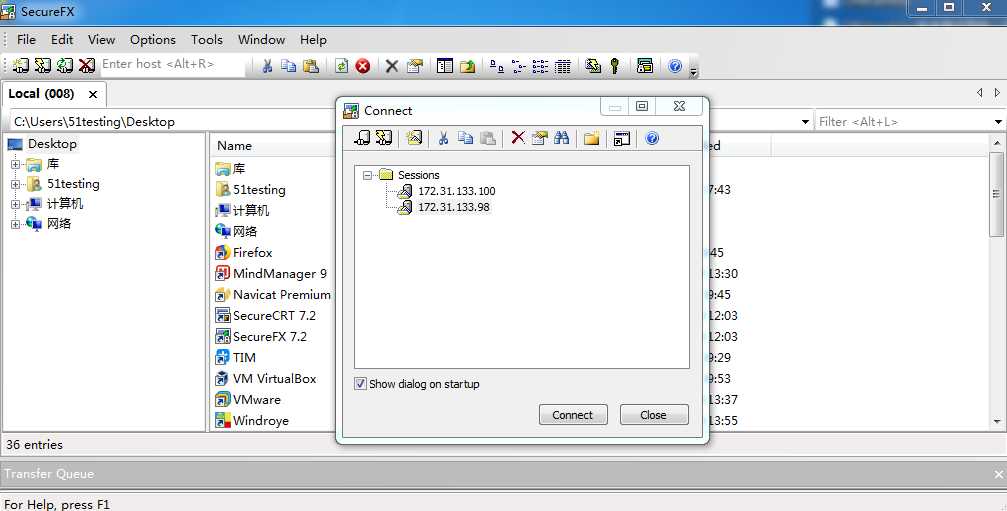 SecureFX
File Edit View Options Tools Window Help
Enter host <Alt+R>
Local (008)
C:\Users\51testing\Desktop
Filter <Alt+L>
Desktop
库
51testing
计算机
网络
Name
ed
库
51testing
7:43
计算机
网络
Firefox
:45
MindManager 9
13:30
Navicat Premium
9:45
SecureCRT 7.2
12:03
SecureFX 7.2
12:03
TIM
9:29
VM VirtualBox
9:53
VMware
13:37
Windroye
13:55
Connect
Sessions
172.31.133.100
172.31.133.98
Show dialog on startup
Connect
Close
36 entries
Transfer Queue
For Help, press F1